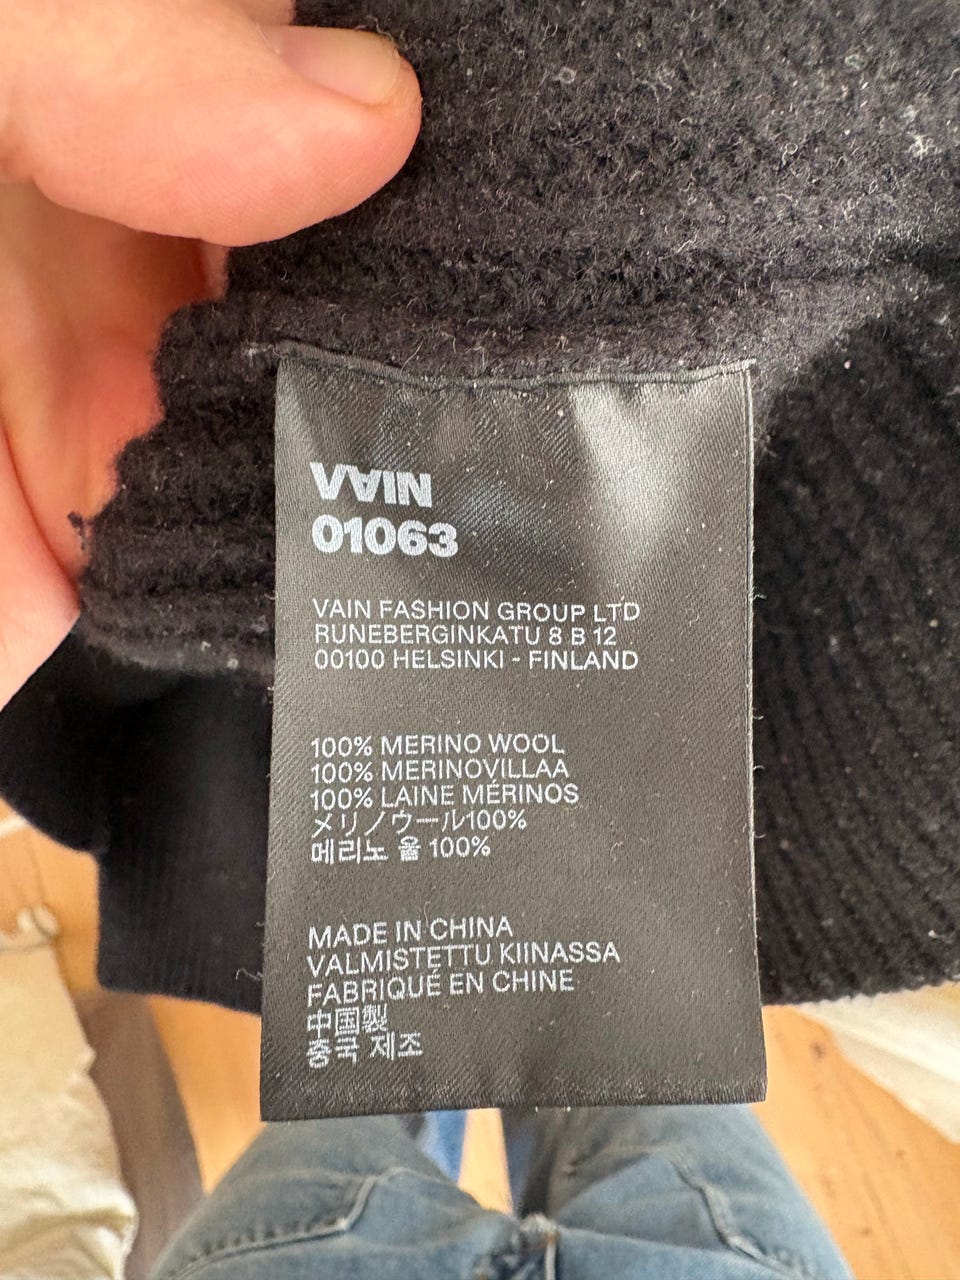 VAIN
01063
VAIN FASHION GROUP LTD
RUNEBERGINKATU 8 B 12
00100 HELSINKI - FINLAND
100% MERINO WOOL
100% MERINOVILLAA
100% LAINE MÉRINOS
メリノウール100%
메리노 울 100%
MADE IN CHINA
VALMISTETTU KIINASSA
FABRIQUÉ EN CHINE
中国製
중국 제조